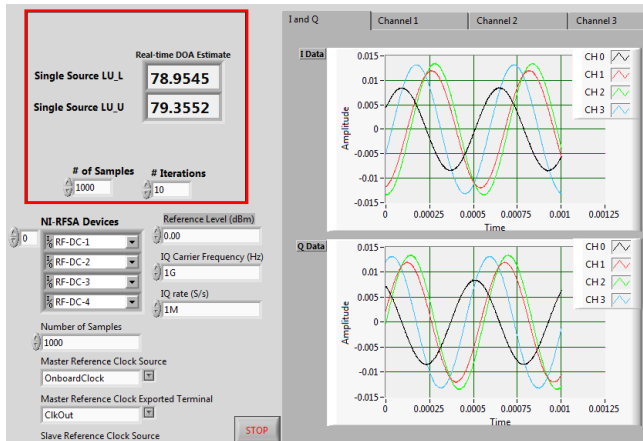 Real-time DOA Estimate
Single Source LU_L 78.9545
Single Source LU_U 79.3552
# of Samples # Iterations
1000 10
NI-RFSA Devices
0
RF-DC-1
RF-DC-2
RF-DC-3
RF-DC-4
Reference Level (dBm)
0.00
IQ Carrier Frequency (Hz)
1G
IQ rate (S/s)
1M
Number of Samples
1000
Master Reference Clock Source
OnboardClock
Master Reference Clock Exported Terminal
ClkOut
Slave Reference Clock Source
STOP
I and Q Channel 1 Channel 2 Channel 3
I Data
Amplitude
0.015
0.01
0.005
0
-0.005
-0.01
-0.015
0 0.00025 0.0005 0.00075 0.001 0.00125
Time
CH 0
CH 1
CH 2
CH 3
Q Data
Amplitude
0.015
0.01
0.005
0
-0.005
-0.01
-0.015
0 0.00025 0.0005 0.00075 0.001 0.00125
Time
CH 0
CH 1
CH 2
CH 3